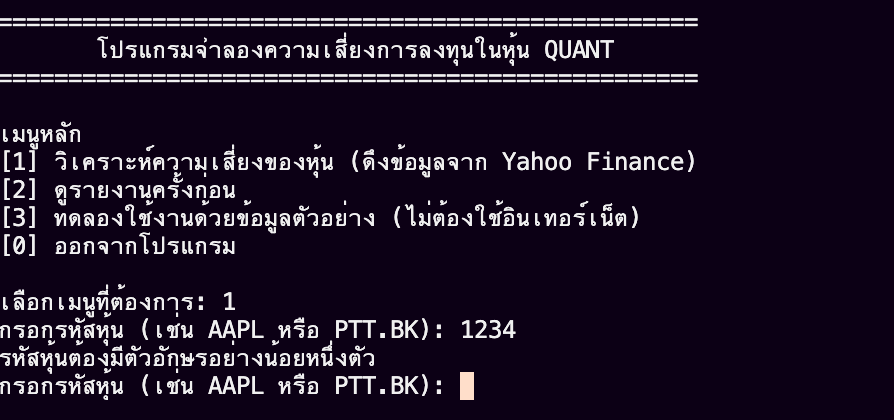 ==================================================
โปรแกรมจำลองความเสี่ยงการลงทุนในหุ้น QUANT
==================================================
เมนูหลัก
[1] วิเคราะห์ความเสี่ยงของหุ้น (ดึงข้อมูลจาก Yahoo Finance)
[2] ดูรายงานครั้งก่อน
[3] ทดลองใช้งานด้วยข้อมูลตัวอย่าง (ไม่ต้องใช้อินเทอร์เน็ต)
[0] ออกจากโปรแกรม
เลือกเมนูที่ต้องการ: 1
กรอกรหัสหุ้น (เช่น AAPL หรือ PTT.BK): 1234
รหัสหุ้นต้องมีตัวอักษรอย่างน้อยหนึ่งตัว
กรอกรหัสหุ้น (เช่น AAPL หรือ PTT.BK):